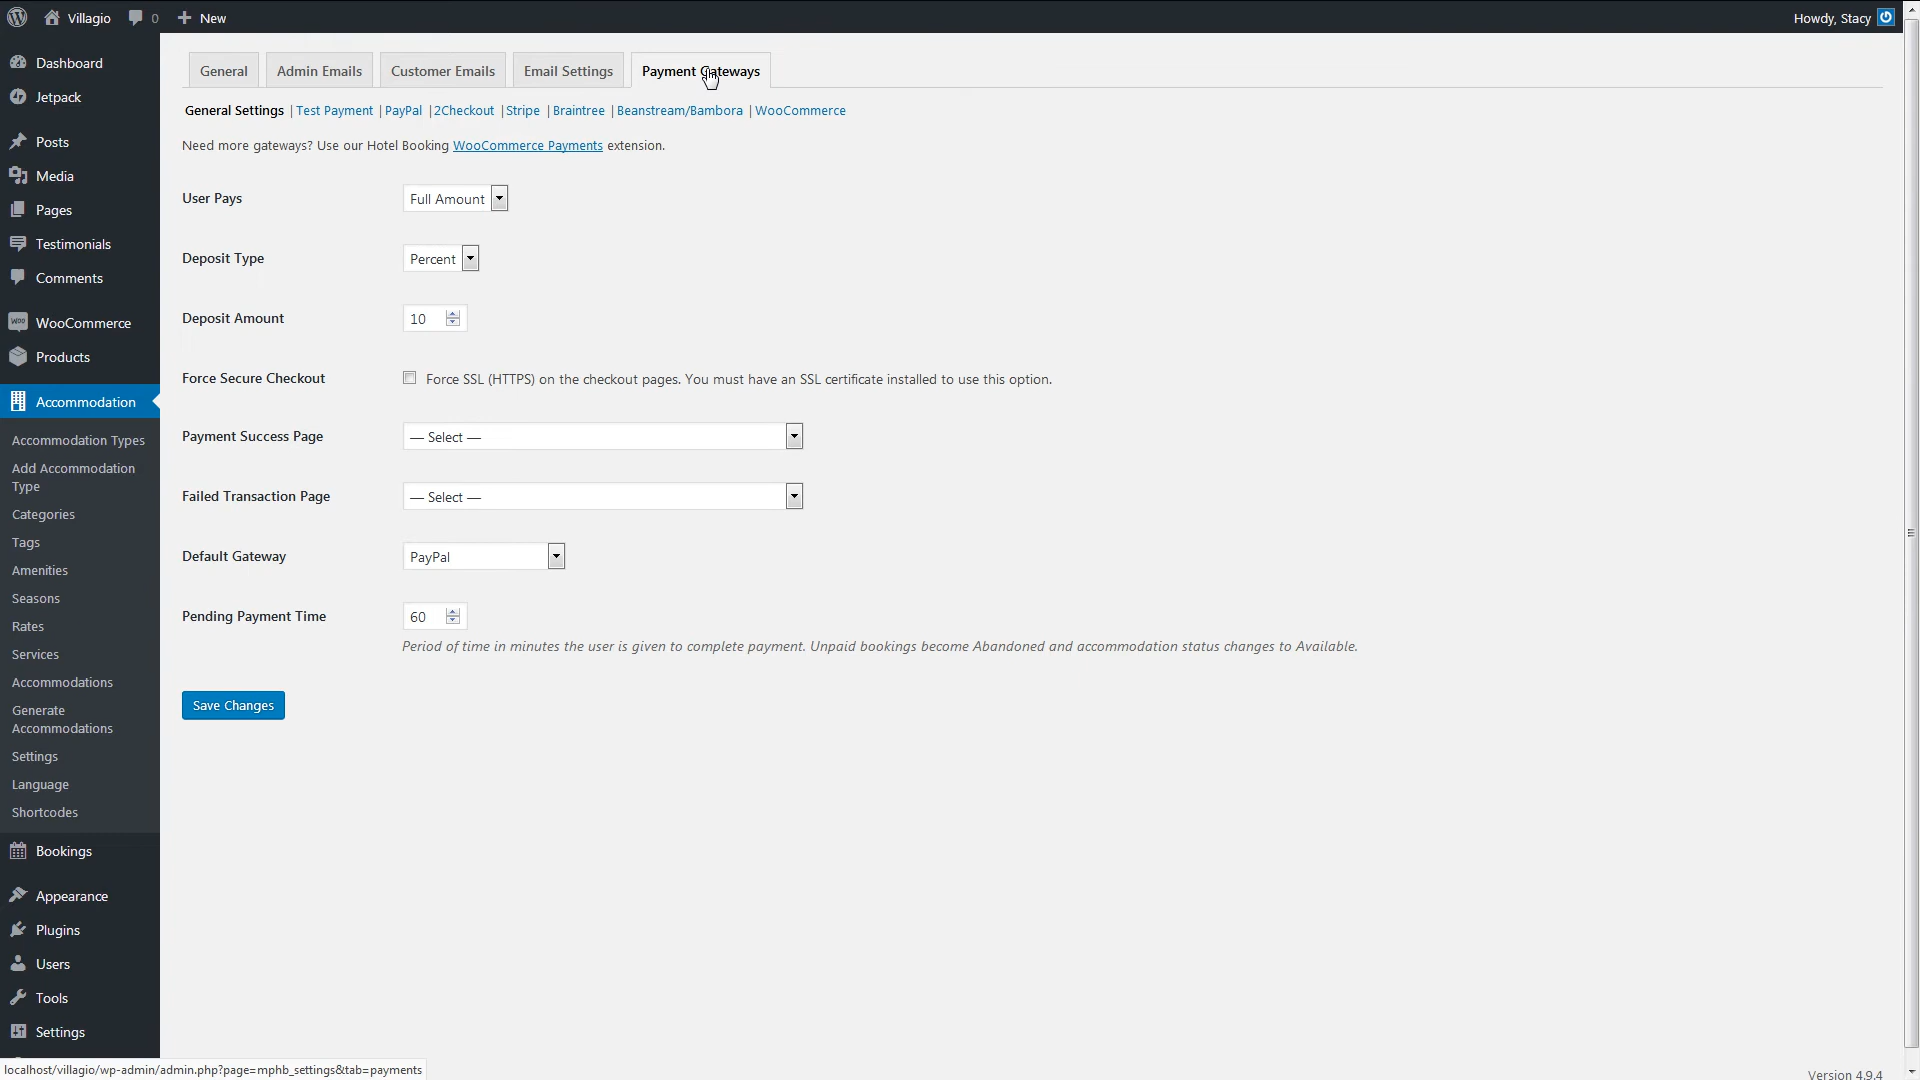 Villagio 0 New Howdy, Stacy
Dashboard
Jetpack
Posts
Media
Pages
Testimonials
Comments
WooCommerce
Products
Accommodation
Accommodation Types
Add Accommodation
Type
Categories
Tags
Amenities
Seasons
Rates
Services
Accommodations
Generate
Accommodations
Settings
Language
Shortcodes
Bookings
Appearance
Plugins
Users
Tools
Settings
General Admin Emails Customer Emails Email Settings Payment Gateways
General Settings | Test Payment | PayPal | 2Checkout | Stripe | Braintree | Beanstream/Bambora | WooCommerce
Need more gateways? Use our Hotel Booking WooCommerce Payments extension.
User Pays Full Amount
Deposit Type Percent
Deposit Amount 10
Force Secure Checkout Force SSL (HTTPS) on the checkout pages. You must have an SSL certificate installed to use this option.
Payment Success Page — Select —
Failed Transaction Page — Select —
Default Gateway PayPal
Pending Payment Time 60
Period of time in minutes the user is given to complete payment. Unpaid bookings become Abandoned and accommodation status changes to Available.
Save Changes
localhost/villagio/wp-admin/admin.php?page=mphb_settings&tab=payments
Version 4.9.4